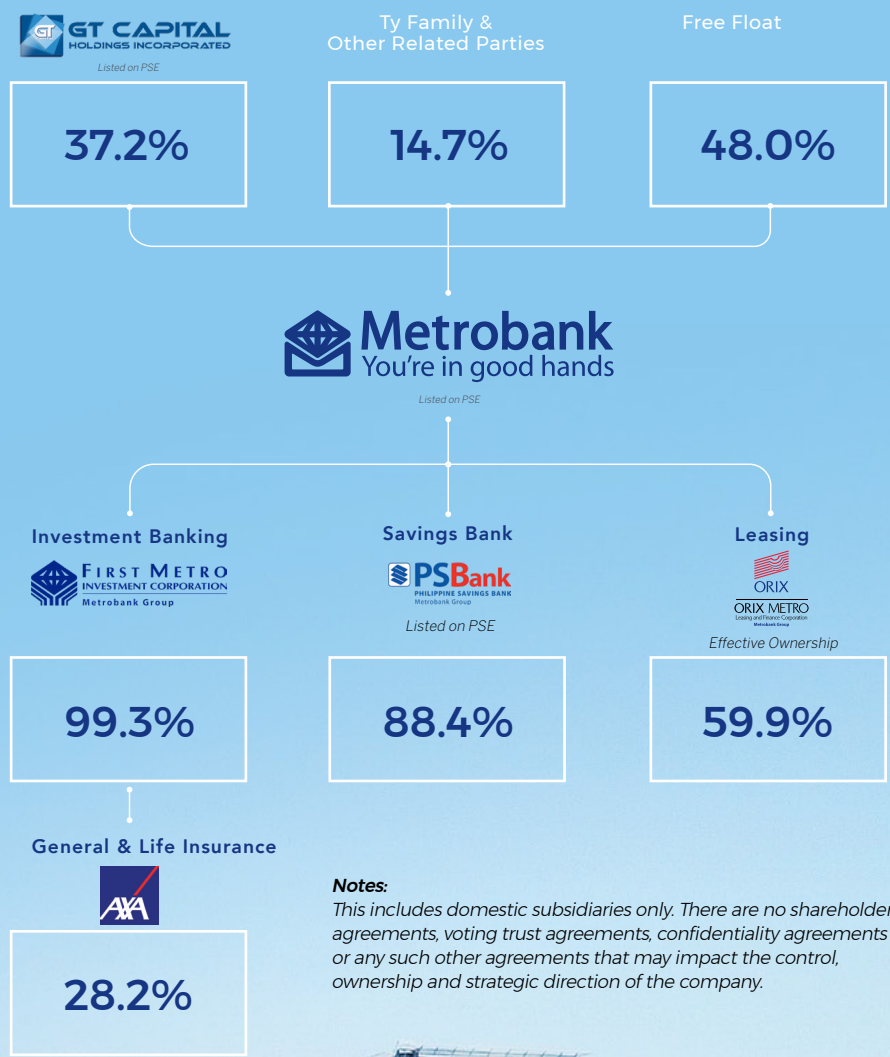 GT
GT CAPITAL
HOLDINGS INCORPORATED
Listed on PSE
37.2%
Ty Family &
Other Related Parties
14.7%
Free Float
48.0%
Metrobank
You're in good hands
Listed on PSE
Investment Banking
FIRST METRO
INVESTMENT CORPORATION
Metrobank Group
99.3%
Savings Bank
PSBank
PHILIPPINE SAVINGS BANK
Metrobank Group
Listed on PSE
88.4%
Leasing
ORIX
ORIX METRO
Leasing and Finance Corporation
Metrobank Group
Effective Ownership
59.9%
General & Life Insurance
AXA
28.2%
Notes:
This includes domestic subsidiaries only. There are no shareholder
agreements, voting trust agreements, confidentiality agreements
or any such other agreements that may impact the control,
ownership and strategic direction of the company.